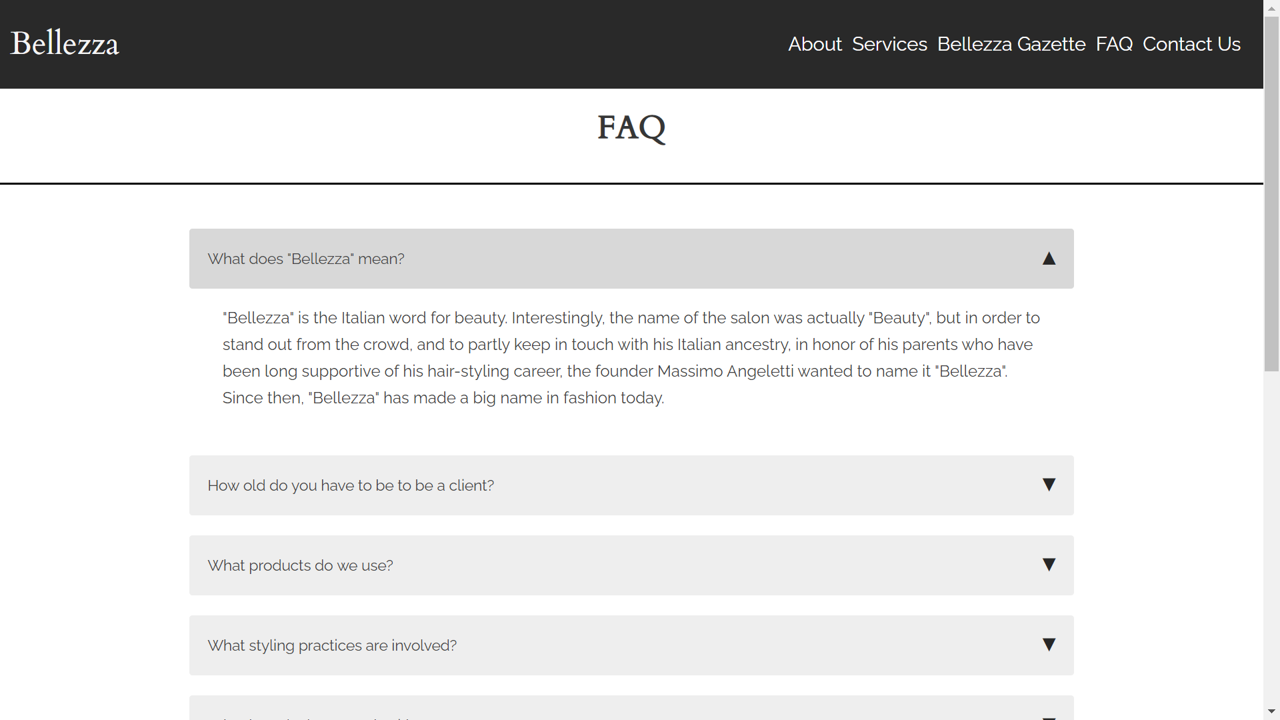 Bellezza
About Services Bellezza Gazette FAQ Contact Us
FAQ
What does "Bellezza" mean?
▲
"Bellezza" is the Italian word for beauty. Interestingly, the name of the salon was actually "Beauty", but in order to
stand out from the crowd, and to partly keep in touch with his Italian ancestry, in honor of his parents who have
been long supportive of his hair-styling career, the founder Massimo Angeletti wanted to name it "Bellezza".
Since then, "Bellezza" has made a big name in fashion today.
How old do you have to be to be a client?
▼
What products do we use?
▼
What styling practices are involved?
▼